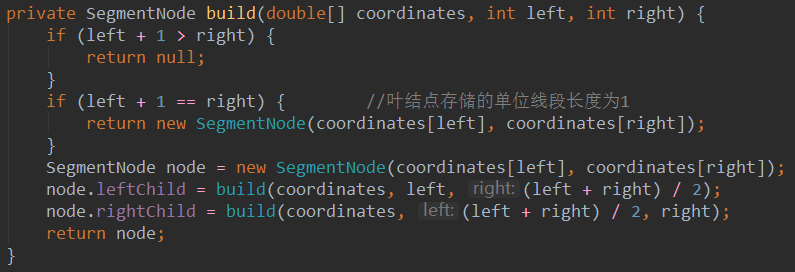 private SegmentNode build(double[] coordinates, int left, int right) {
    if (left + 1 > right) {
        return null;
    }
    if (left + 1 == right) {        //叶结点存储的单位线段长度为1
        return new SegmentNode(coordinates[left], coordinates[right]);
    }
    SegmentNode node = new SegmentNode(coordinates[left], coordinates[right]);
    node.leftChild = build(coordinates, left, right: (left + right) / 2);
    node.rightChild = build(coordinates, left: (left + right) / 2, right);
    return node;
}